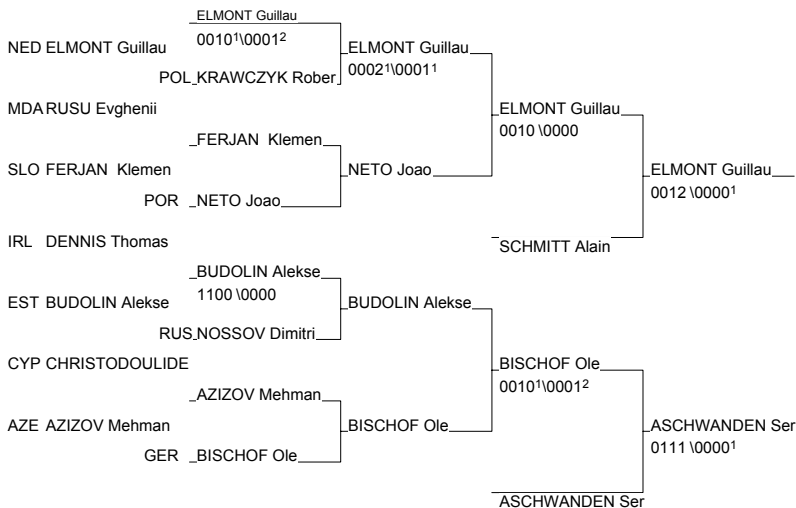 ELMONT Guillau
NED ELMONT Guillau
0010¹\0001²
ELMONT Guillau
0002¹\0001¹
POL KRAWCZYK Rober
MDA RUSU Evghenii
ELMONT Guillau
0010 \0000
FERJAN Klemen
SLO FERJAN Klemen
NETO Joao
ELMONT Guillau
0012 \0000¹
POR NETO Joao
IRL DENNIS Thomas
SCHMITT Alain
BUDOLIN Alekse
1100 \0000
EST BUDOLIN Alekse
BUDOLIN Alekse
RUS NOSSOV Dimitri
CYP CHRISTODOULIDE
BISCHOF Ole
0010¹\0001²
AZIZOV Mehman
AZE AZIZOV Mehman
BISCHOF Ole
ASCHWANDEN Ser
0111 \0000¹
GER BISCHOF Ole
ASCHWANDEN Ser